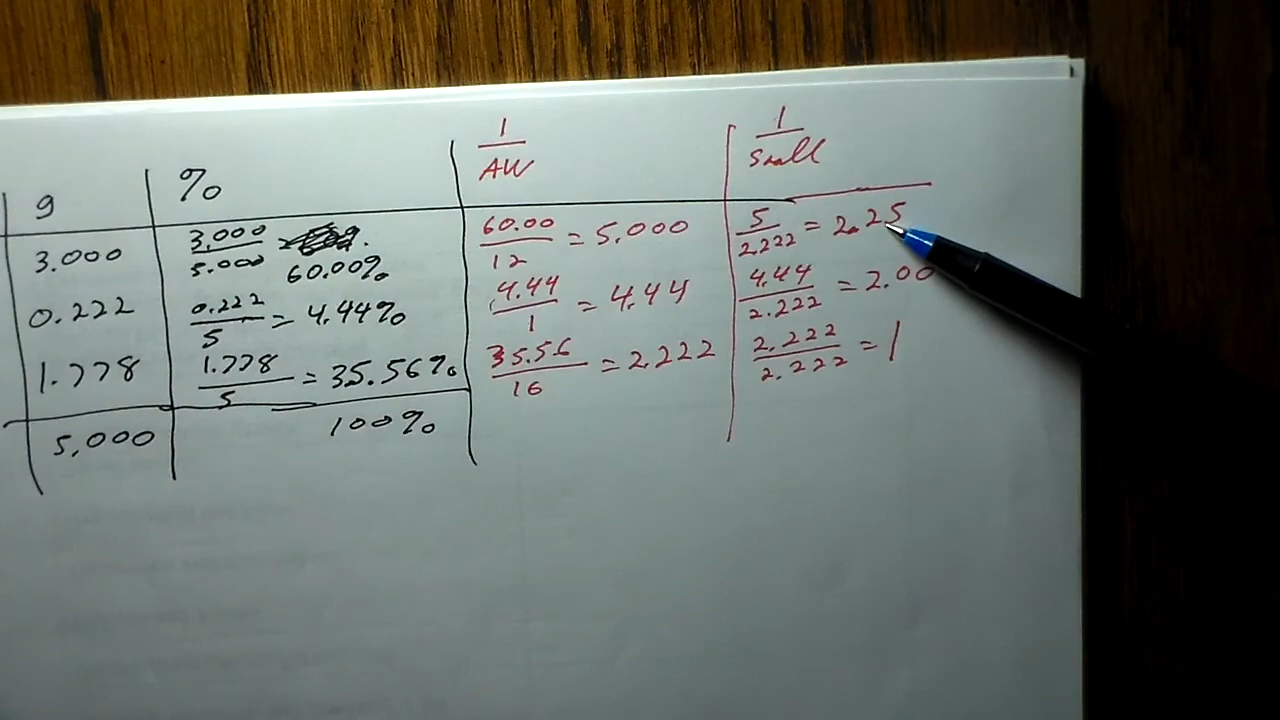 g % 1/AW 1/Small
3.000 3,000/5.000 = 60.00% 60.00/12 = 5.000 5/2.222 = 2.25
0.222 0.222/5 = 4.44% 4.44/1 = 4.44 4.44/2.222 = 2.00
1.778 1.778/5 = 35.56% 35.56/16 = 2.222 2.222/2.222 = 1
5,000 100%